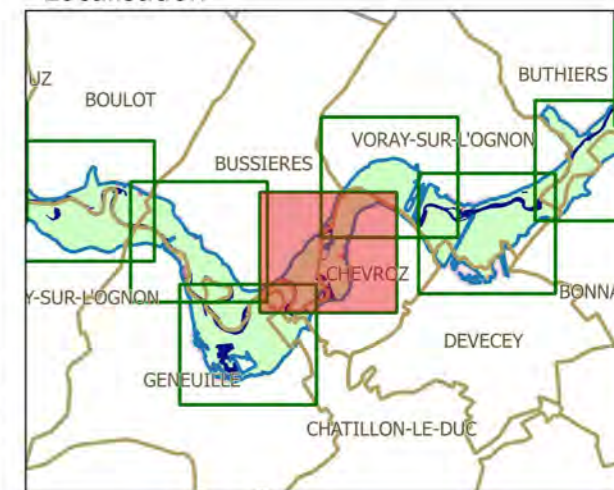 UZ
BUTHIERS
BOULOT
VORAY-SUR-L'OGNON
BUSSIERES
CHEVROZ
Y-SUR-L'OGNON
BONNA
DEVECEY
GENEUILLE
CHATILLON-LE-DUC